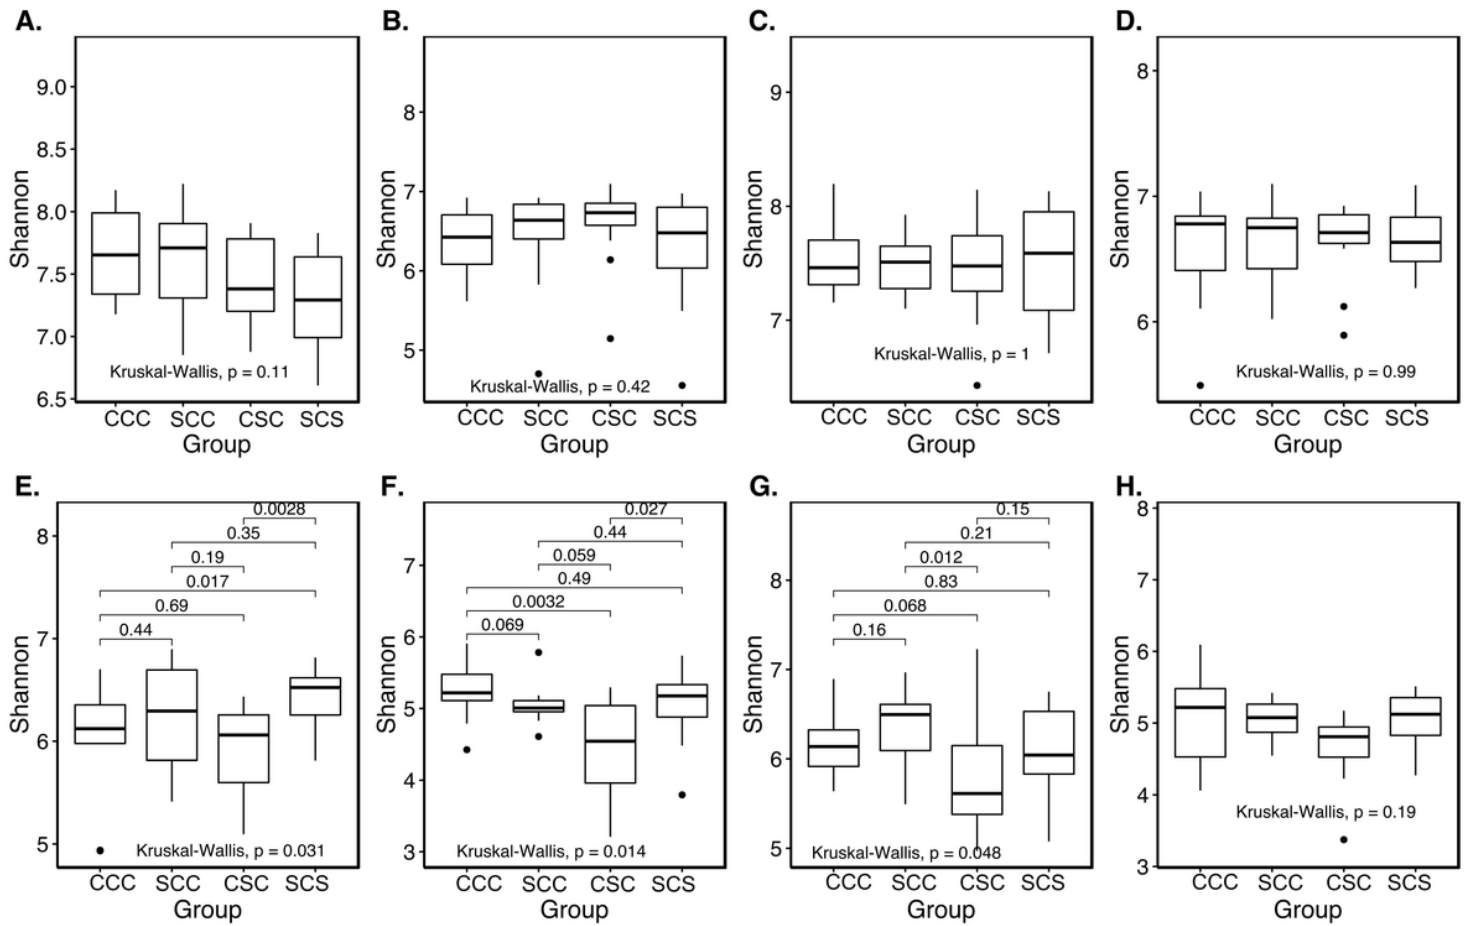 A.
Shannon
9.0
8.5
8.0
7.5
7.0
6.5
Kruskal-Wallis, p = 0.11
CCC SCC CSC SCS
Group
B.
Shannon
8
7
6
5
Kruskal-Wallis, p = 0.42
CCC SCC CSC SCS
Group
C.
Shannon
9
8
7
Kruskal-Wallis, p = 1
CCC SCC CSC SCS
Group
D.
Shannon
8
7
6
Kruskal-Wallis, p = 0.99
CCC SCC CSC SCS
Group
E.
Shannon
8
7
6
5
0.0028
0.35
0.19
0.017
0.69
0.44
Kruskal-Wallis, p = 0.031
CCC SCC CSC SCS
Group
F.
Shannon
7
6
5
4
3
0.027
0.44
0.059
0.49
0.0032
0.069
Kruskal-Wallis, p = 0.014
CCC SCC CSC SCS
Group
G.
Shannon
8
7
6
5
0.15
0.21
0.012
0.83
0.068
0.16
Kruskal-Wallis, p = 0.048
CCC SCC CSC SCS
Group
H.
Shannon
8
7
6
5
4
3
Kruskal-Wallis, p = 0.19
CCC SCC CSC SCS
Group